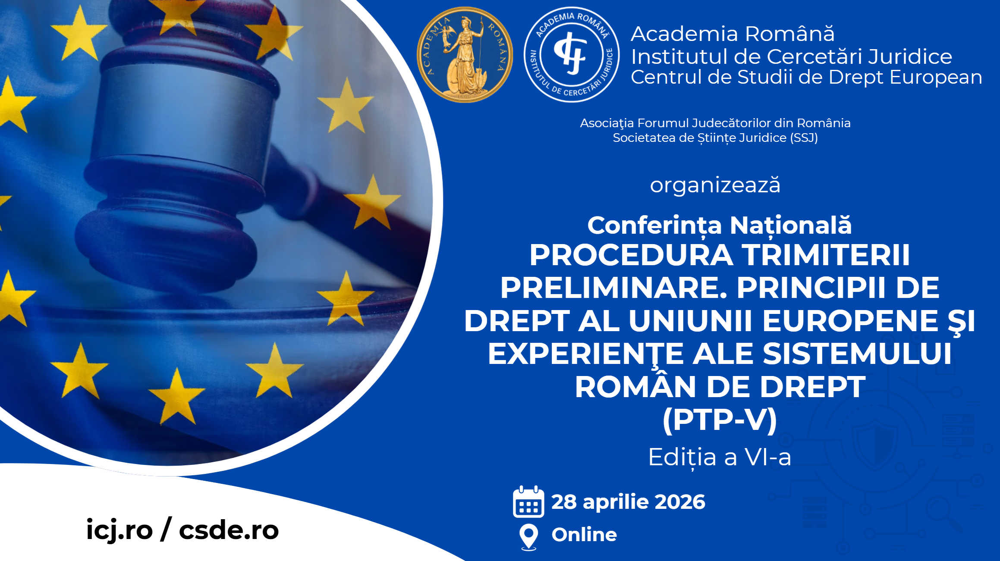 ACADEMIA ROMÂNĂ
1866
ACADEMIA ROMÂNĂ
INSTITUTUL DE CERCETĂRI JURIDICE
Academia Română
Institutul de Cercetări Juridice
Centrul de Studii de Drept European
Asociaţia Forumul Judecătorilor din România
Societatea de Științe Juridice (SSJ)
organizează
Conferința Națională
PROCEDURA TRIMITERII
PRELIMINARE. PRINCIPII DE
DREPT AL UNIUNII EUROPENE ŞI
EXPERIENŢE ALE SISTEMULUI
ROMÂN DE DREPT
(PTP-V)
Ediția a VI-a
28 aprilie 2026
Online
icj.ro / csde.ro